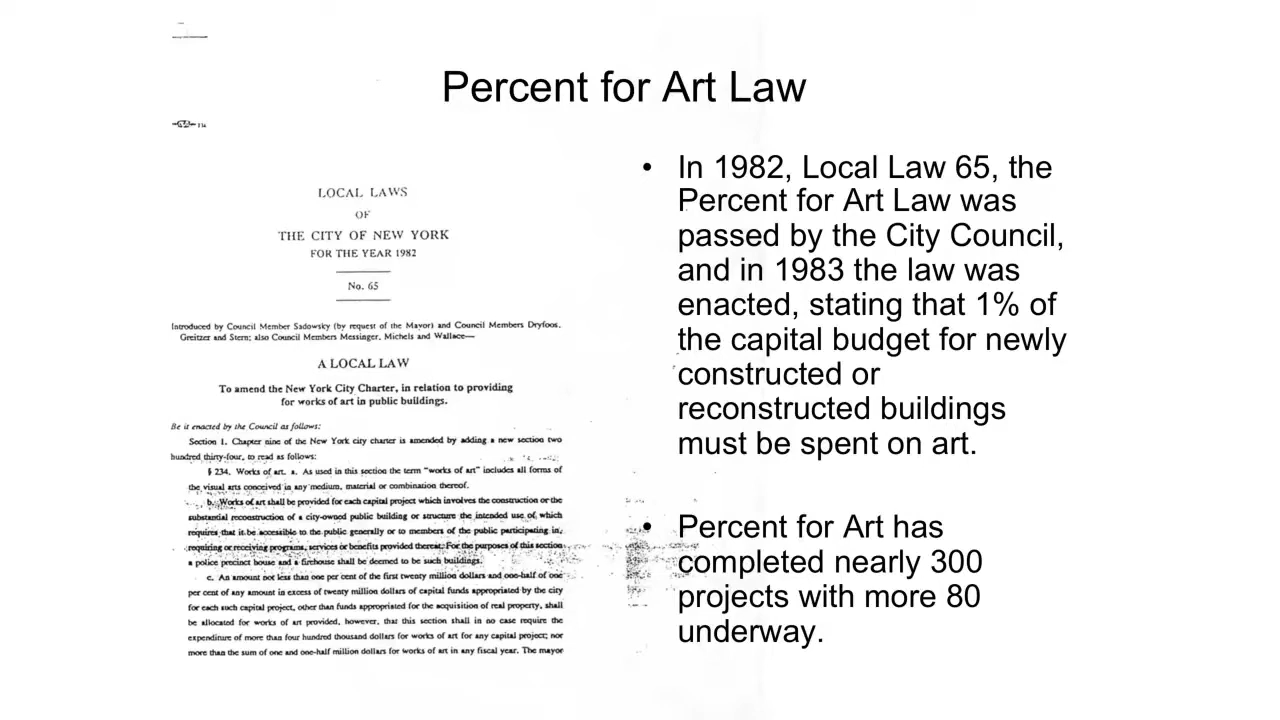 Percent for Art Law
LOCAL LAWS
OF
THE CITY OF NEW YORK
FOR THE YEAR 1982
No. 65
Introduced by Council Member Sadowsky (by request of the Mayor) and Council Members Dryfoos,
Greitzer and Stern; also Council Members Messinger, Michels and Wallace—
A LOCAL LAW
To amend the New York City Charter, in relation to providing
for works of art in public buildings.
Be it enacted by the Council as follows:
Section 1. Chapter nine of the New York city charter is amended by adding a new section two
hundred thirty-four, to read as follows:
§ 234. Works of art. a. As used in this section the term “works of art” includes all forms of
the visual arts conceived in any medium, material or combination thereof.
b. Works of art shall be provided for each capital project which involves the construction or the
substantial reconstruction of a city-owned public building or structure the intended use of which
requires that it be accessible to the public generally or to members of the public participating in,
requiring or receiving programs, services or benefits provided thereat. For the purposes of this section
a police precinct house and a firehouse shall be deemed to be such buildings.
c. An amount not less than one per cent of the first twenty million dollars and one-half of one
per cent of any amount in excess of twenty million dollars of capital funds appropriated by the city
for each such capital project, other than funds appropriated for the acquisition of real property, shall
be allocated for works of art provided, however, that this section shall in no case require the
expenditure of more than four hundred thousand dollars for works of art for any capital project; nor
more than the sum of one and one-half million dollars for works of art in any fiscal year. The mayor
• In 1982, Local Law 65, the
Percent for Art Law was
passed by the City Council,
and in 1983 the law was
enacted, stating that 1% of
the capital budget for newly
constructed or
reconstructed buildings
must be spent on art.
• Percent for Art has
completed nearly 300
projects with more 80
underway.